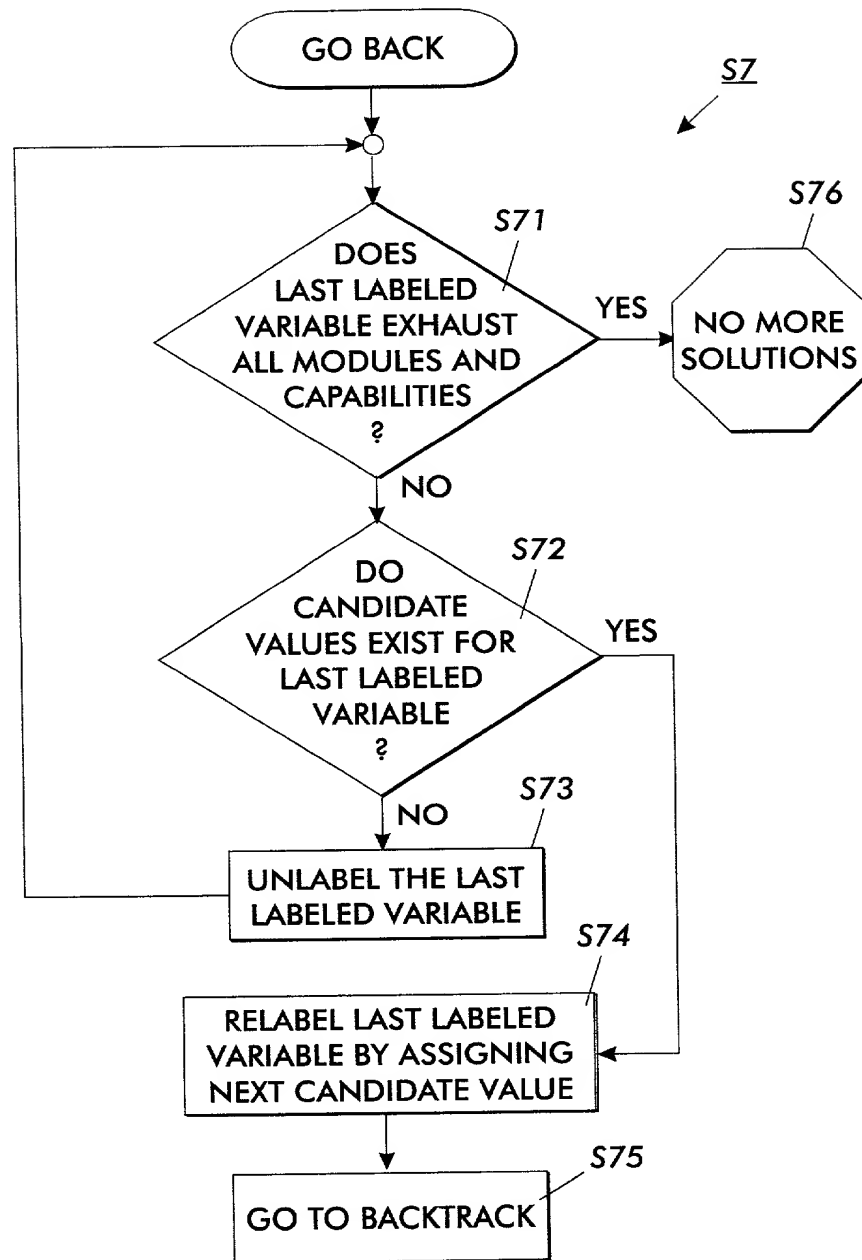 GO BACK
S7
S76
S71
DOES
LAST LABELED
VARIABLE EXHAUST
ALL MODULES AND
CAPABILITIES
?
YES
NO MORE
SOLUTIONS
NO
S72
DO
CANDIDATE
VALUES EXIST FOR
LAST LABELED
VARIABLE
?
YES
NO
S73
UNLABEL THE LAST
LABELED VARIABLE
S74
RELABEL LAST LABELED
VARIABLE BY ASSIGNING
NEXT CANDIDATE VALUE
S75
GO TO BACKTRACK